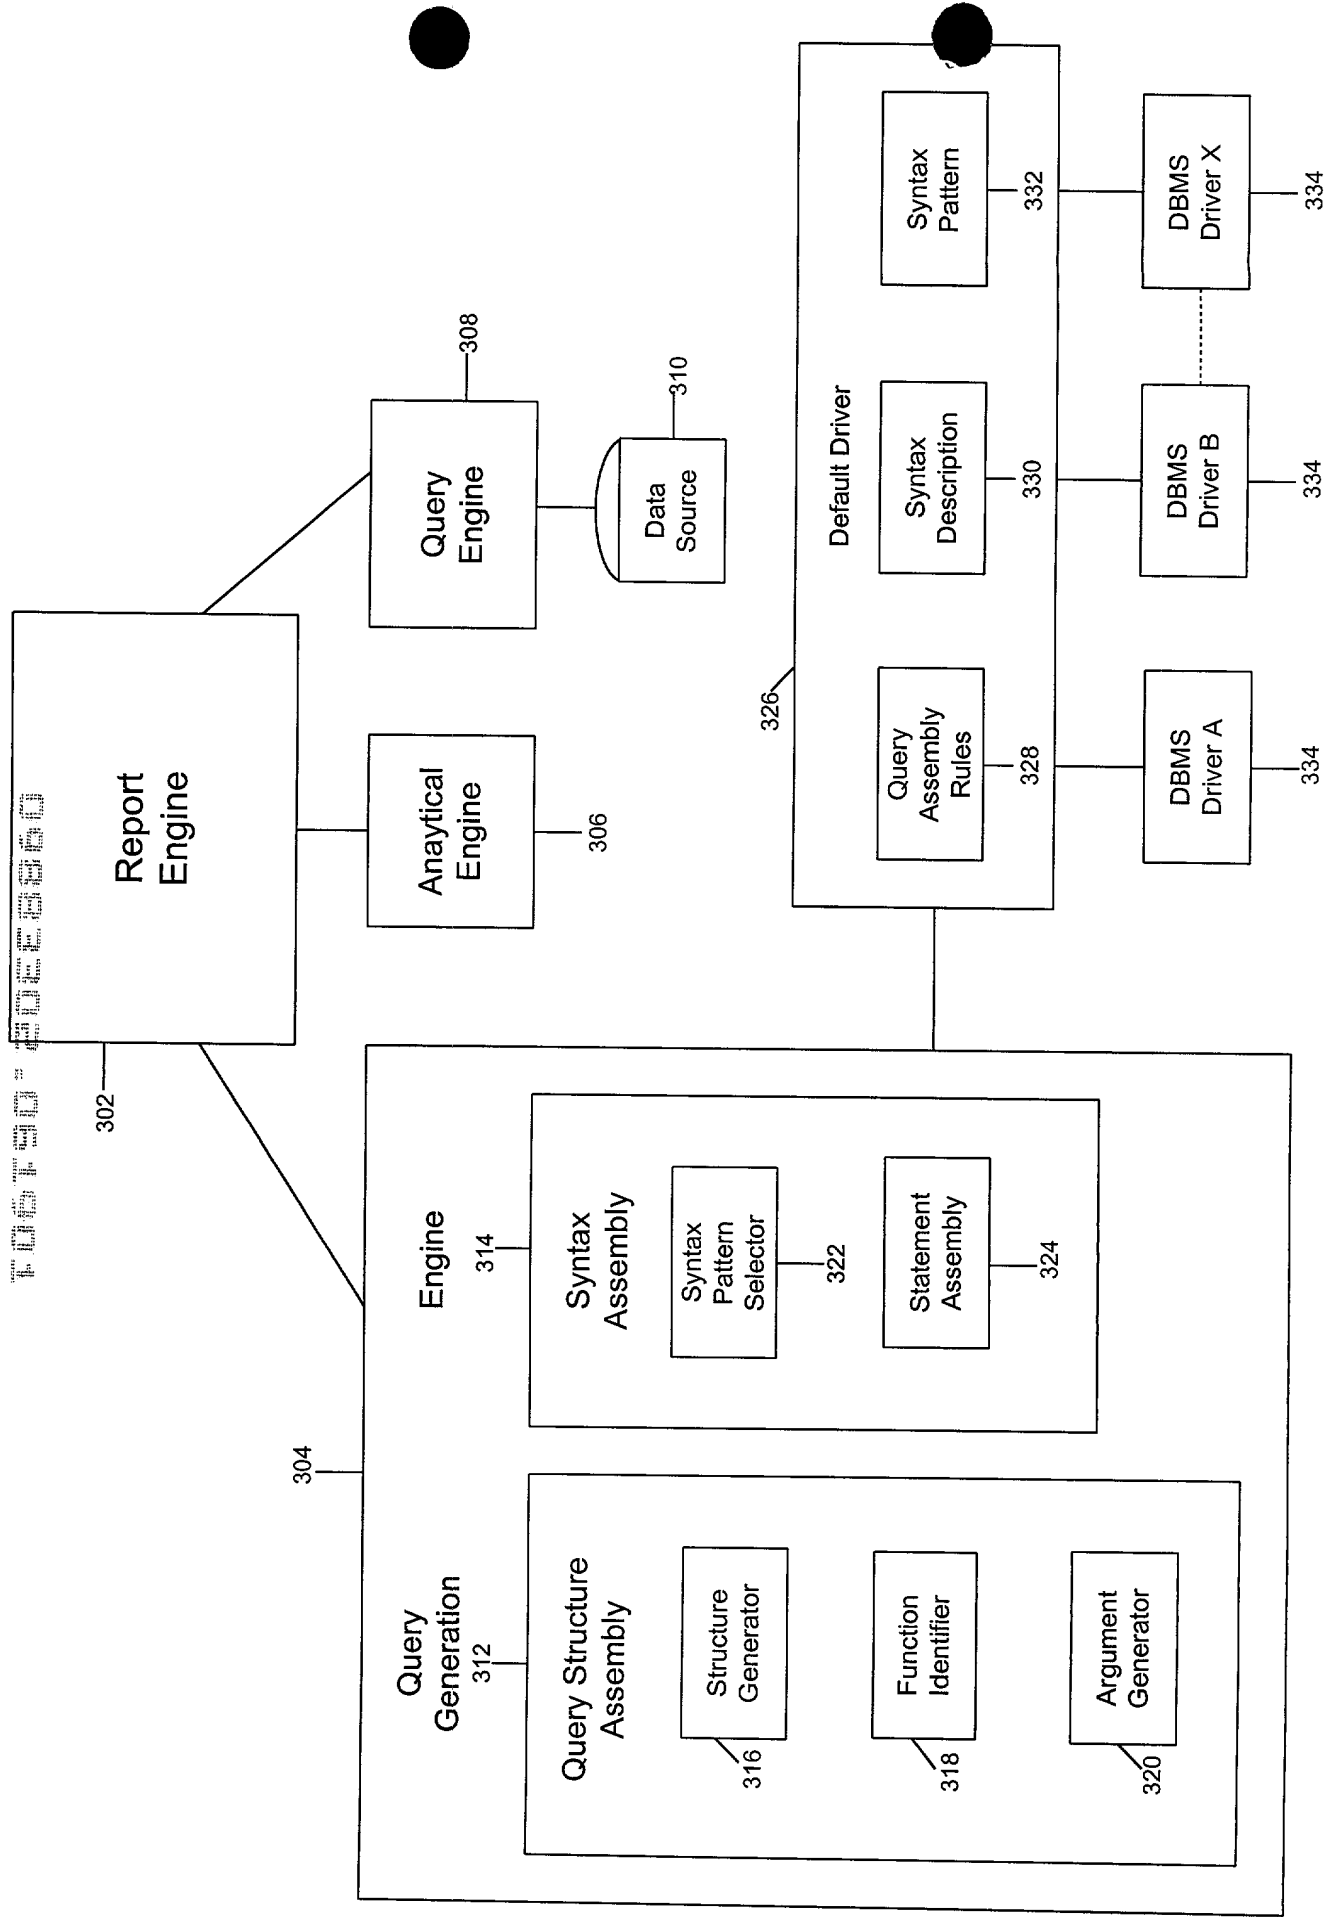 Report
Engine
302
Anaytical
Engine
306
Query
Engine
308
Data
Source
310
304
Query
Generation
Engine
312
Query Structure
Assembly
Structure
Generator
316
Function
Identifier
318
Argument
Generator
320
314
Syntax
Assembly
Syntax
Pattern
Selector
322
Statement
Assembly
324
326
Default Driver
Query
Assembly
Rules
328
Syntax
Description
330
Syntax
Pattern
332
DBMS
Driver A
334
DBMS
Driver B
334
DBMS
Driver X
334